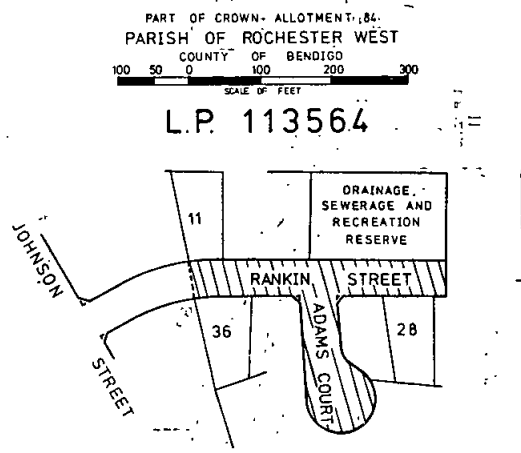 PART OF CROWN ALLOTMENT 84
PARISH OF ROCHESTER WEST
COUNTY OF BENDIGO
100 50 0 100 200 300
SCALE OF FEET
L.P. 113564
DRAINAGE,
SEWERAGE AND
RECREATION
RESERVE
11
JOHNSON
STREET
RANKIN STREET
ADAMS COURT
36
28